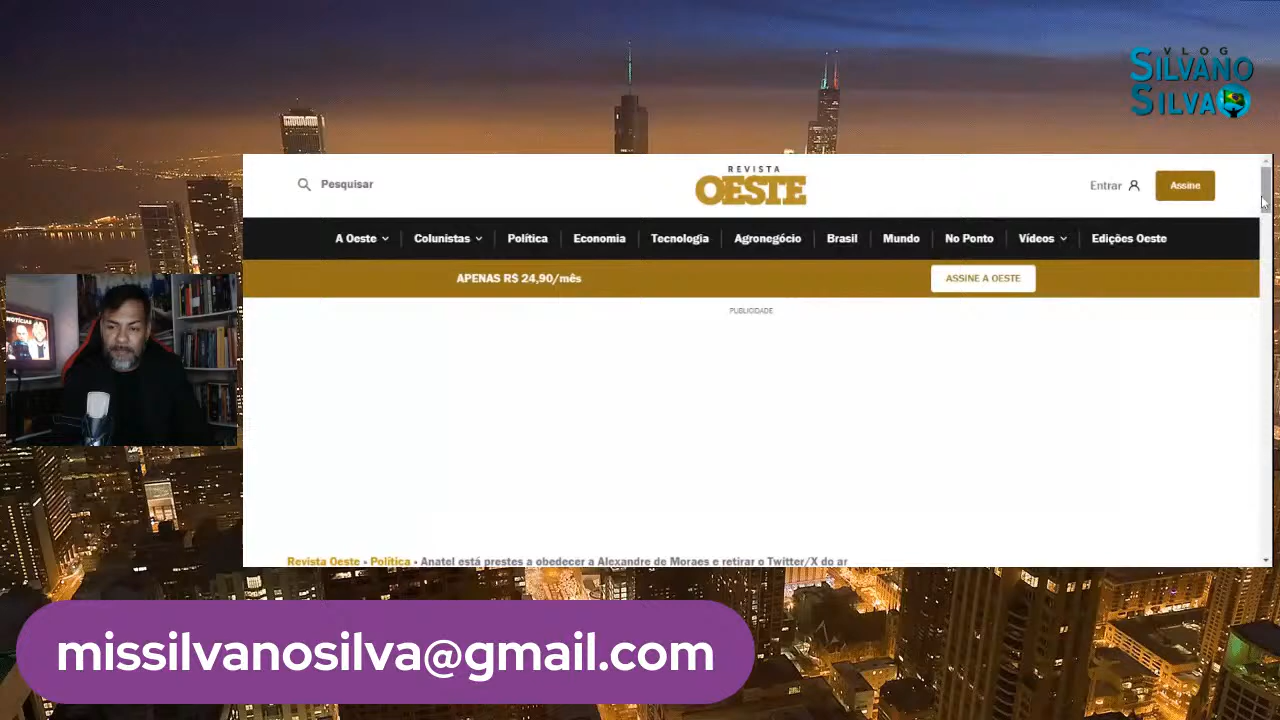 VLOG
SILVANO
SILVA
Pesquisar
REVISTA
OESTE
Entrar
Assine
A Oeste
Colunistas
Política
Economia
Tecnologia
Agronegócio
Brasil
Mundo
No Ponto
Vídeos
Edições Oeste
APENAS R$ 24,90/mês
ASSINE A OESTE
PUBLICIDADE
NOTÍCIAS
Revista Oeste • Política • Anatel está prestes a obedecer a Alexandre de Moraes e retirar o Twitter/X do ar
missilvanosilva@gmail.com